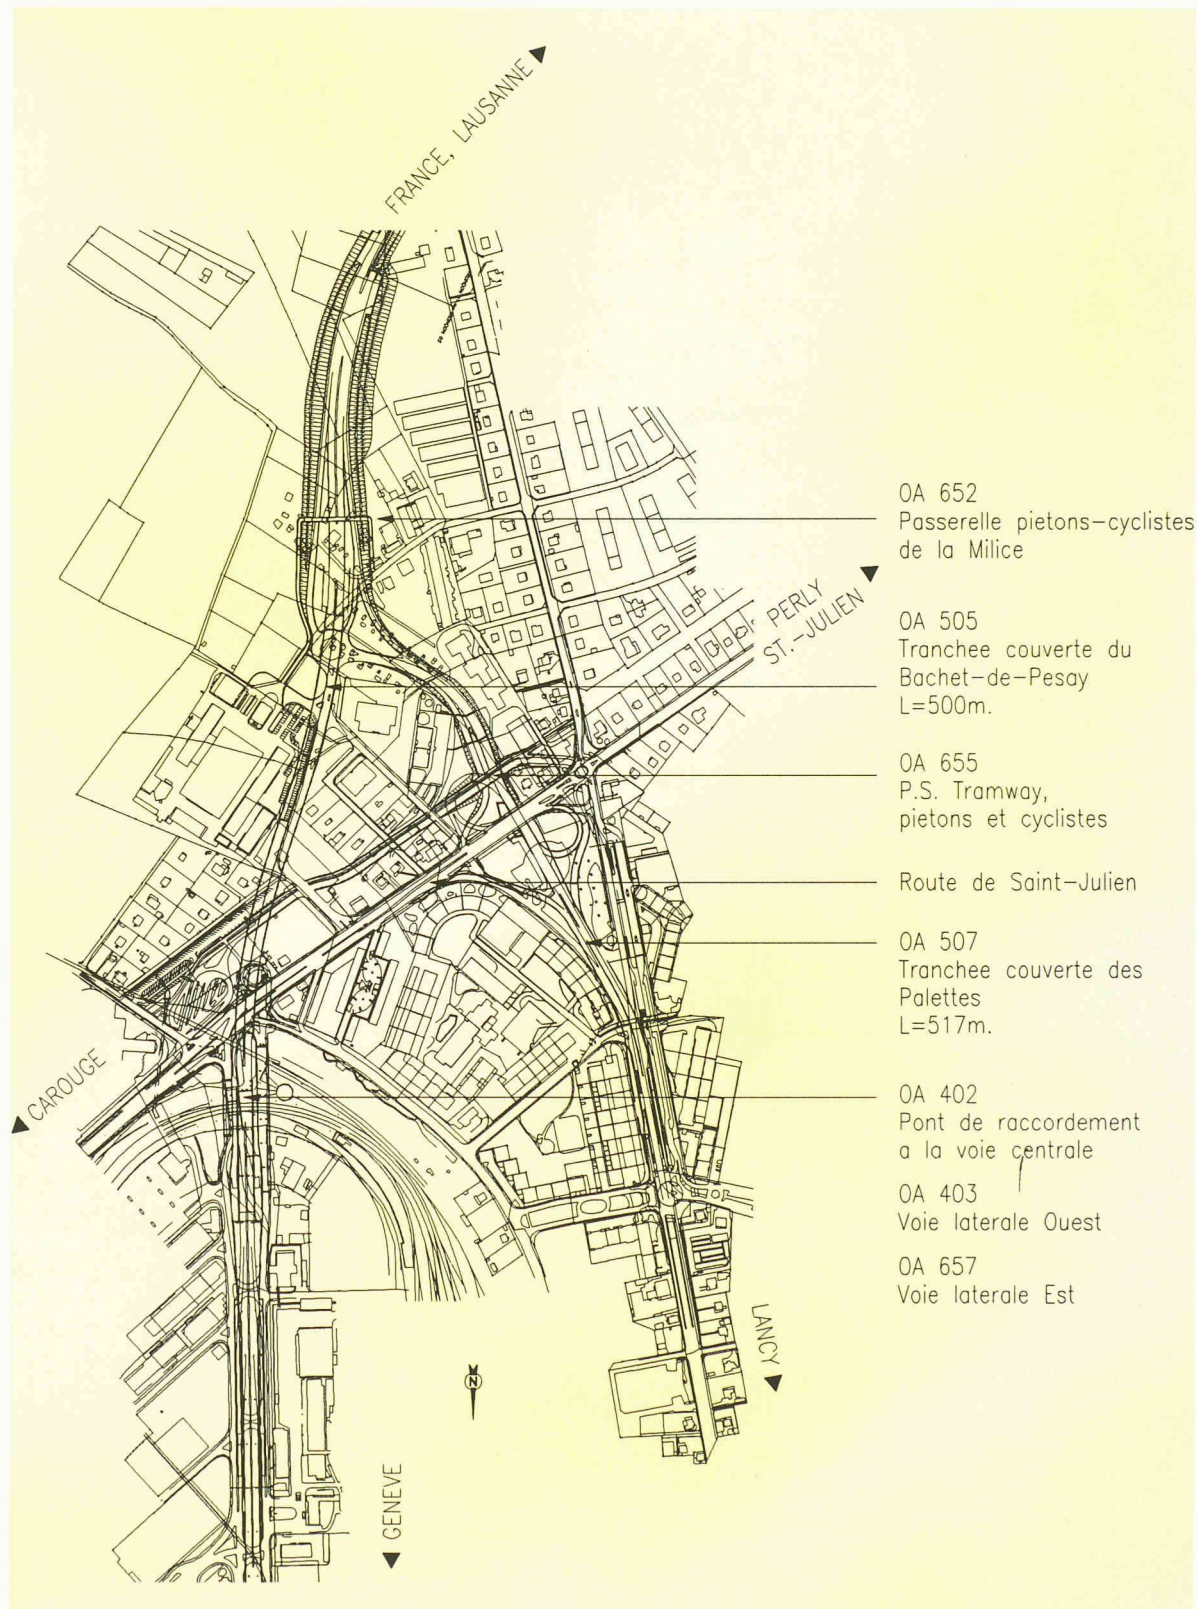 FRANCE, LAUSANNE
OA 652
Passerelle pietons-cyclistes
de la Milice
PERLY
ST.-JULIEN
OA 505
Tranchee couverte du
Bachet-de-Pesay
L=500m.
OA 655
P.S. Tramway,
pietons et cyclistes
Route de Saint-Julien
OA 507
Tranchee couverte des
Palettes
L=517m.
CAROUGE
OA 402
Pont de raccordement
a la voie centrale
OA 403
Voie laterale Ouest
OA 657
Voie laterale Est
LANCY
N
GENEVE